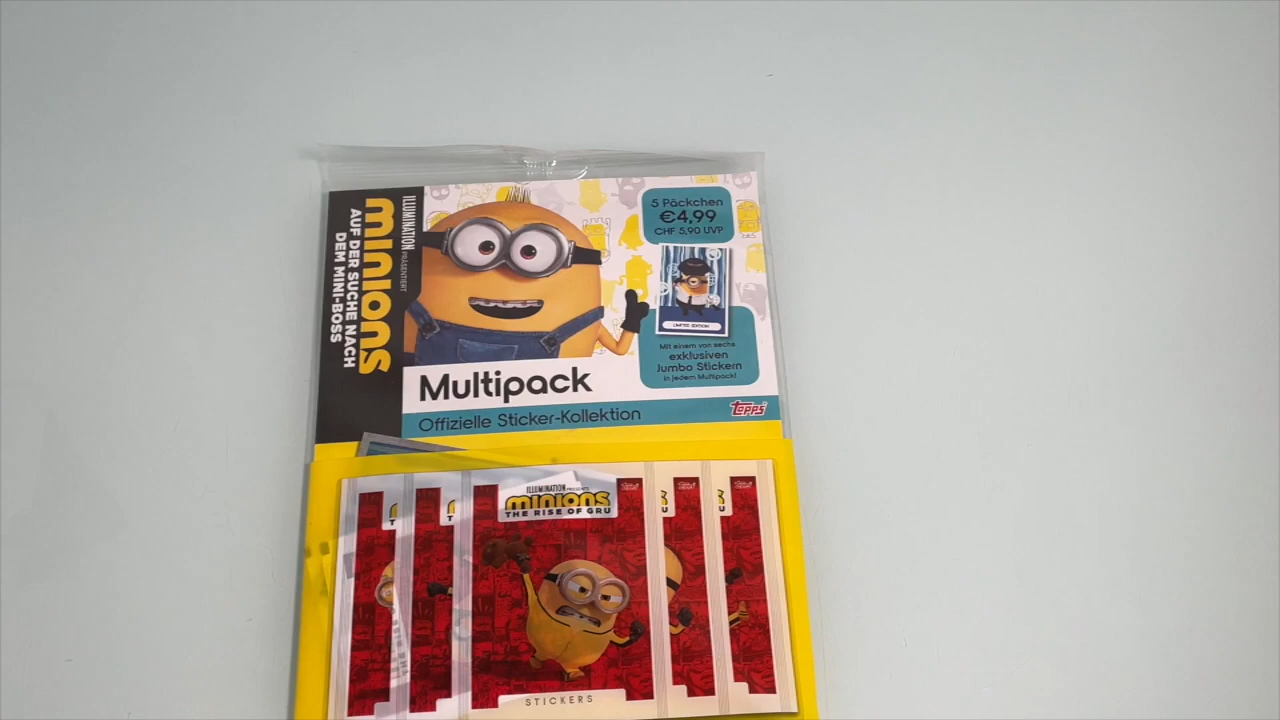 ILLUMINATION PRÄSENTIERT
minions
AUF DER SUCHE NACH
DEM MINI-BOSS
5 Päckchen
€4,99
CHF 5,90 UVP
LIMITED EDITION
Mit einem von sechs
exklusiven
Jumbo Stickern
in jedem Multipack!
Multipack
Offizielle Sticker-Kollektion
topps
ILLUMINATION PRESENTS
minions
THE RISE OF GRU
STICKERS